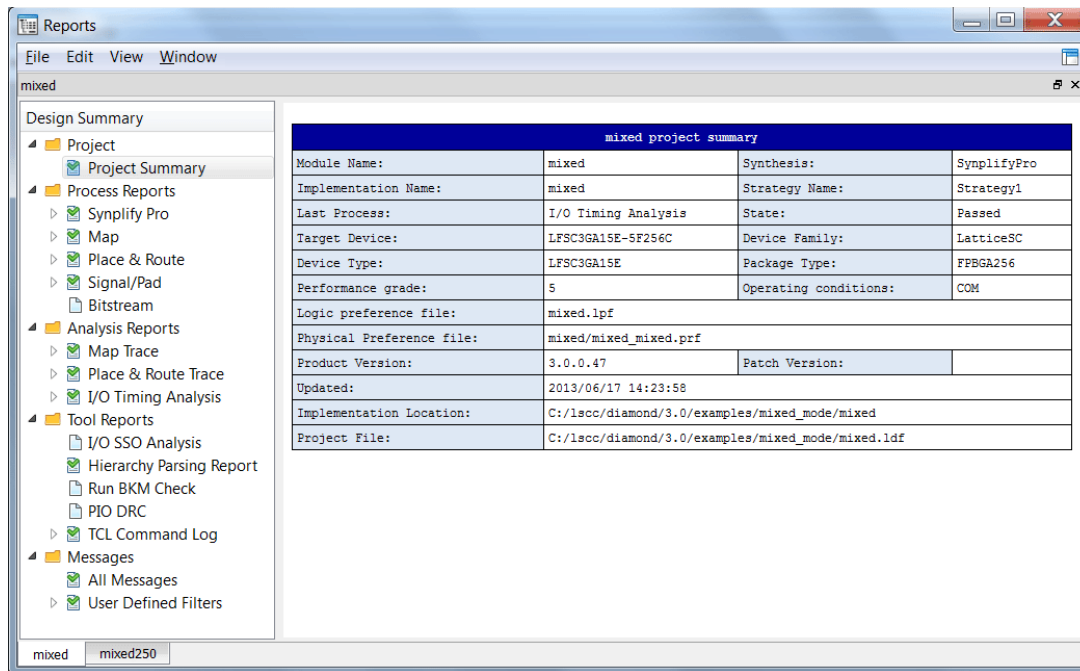 Reports
File Edit View Window
mixed
Design Summary
Project
Project Summary
Process Reports
Synplify Pro
Map
Place & Route
Signal/Pad
Bitstream
Analysis Reports
Map Trace
Place & Route Trace
I/O Timing Analysis
Tool Reports
I/O SSO Analysis
Hierarchy Parsing Report
Run BKM Check
PIO DRC
TCL Command Log
Messages
All Messages
User Defined Filters
mixed project summary
Module Name: mixed Synthesis: SynplifyPro
Implementation Name: mixed Strategy Name: Strategy1
Last Process: I/O Timing Analysis State: Passed
Target Device: LFSC3GA15E-5F256C Device Family: LatticeSC
Device Type: LFSC3GA15E Package Type: FPBGA256
Performance grade: 5 Operating conditions: COM
Logic preference file: mixed.lpf
Physical Preference file: mixed/mixed_mixed.prf
Product Version: 3.0.0.47 Patch Version:
Updated: 2013/06/17 14:23:58
Implementation Location: C:/lscc/diamond/3.0/examples/mixed_mode/mixed
Project File: C:/lscc/diamond/3.0/examples/mixed_mode/mixed.ldf
mixed mixed250